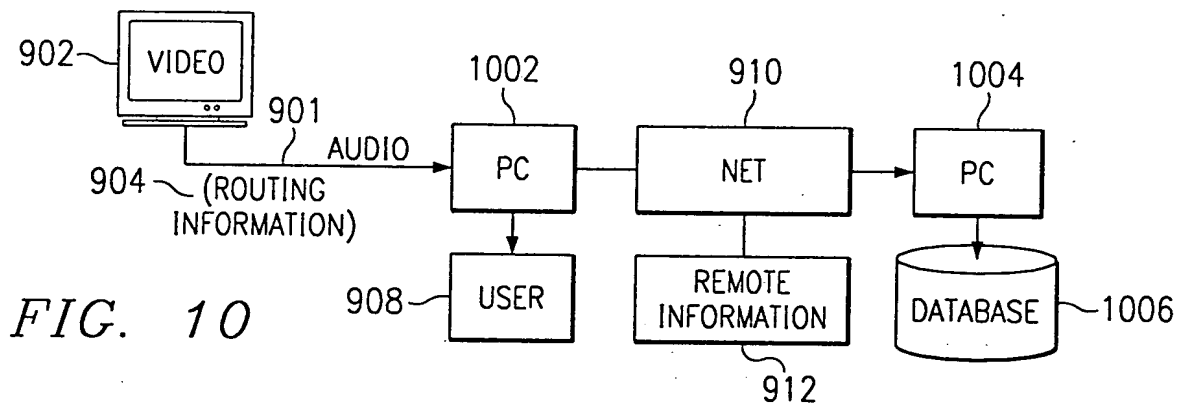 902
VIDEO
901
AUDIO
904
(ROUTING
INFORMATION)
1002
PC
910
NET
1004
PC
908
USER
REMOTE
INFORMATION
912
DATABASE
1006
FIG. 10